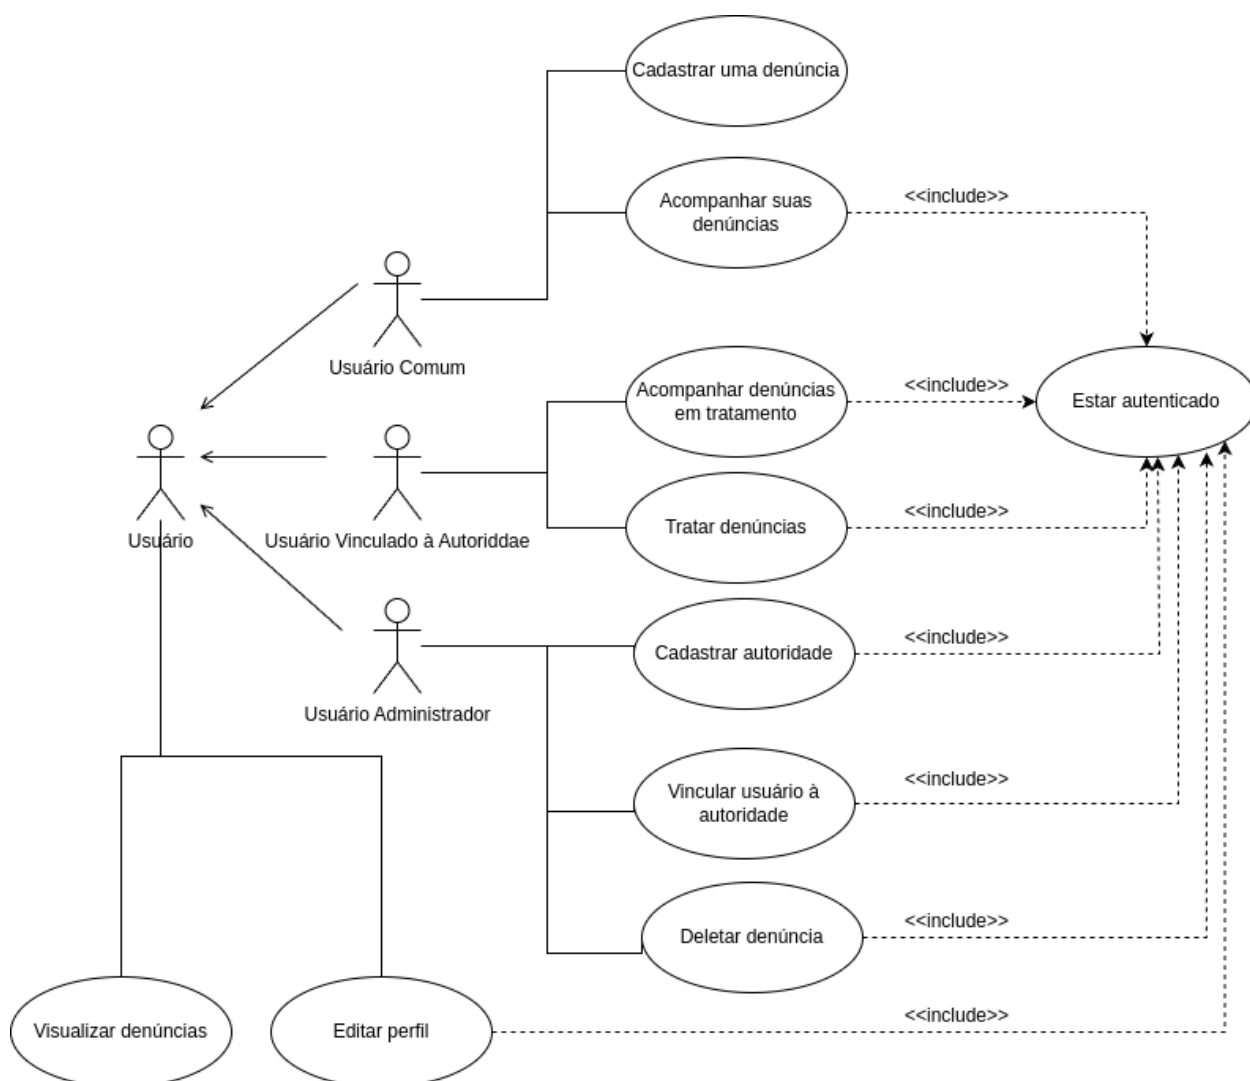 Cadastrar uma denúncia
Acompanhar suas
denúncias
<<include>>
Usuário Comum
Acompanhar denúncias
em tratamento
<<include>>
Estar autenticado
Usuário
Usuário Vinculado à Autoriddae
Tratar denúncias
<<include>>
Cadastrar autoridade
<<include>>
Usuário Administrador
Vincular usuário à
autoridade
<<include>>
Deletar denúncia
<<include>>
Visualizar denúncias
Editar perfil
<<include>>